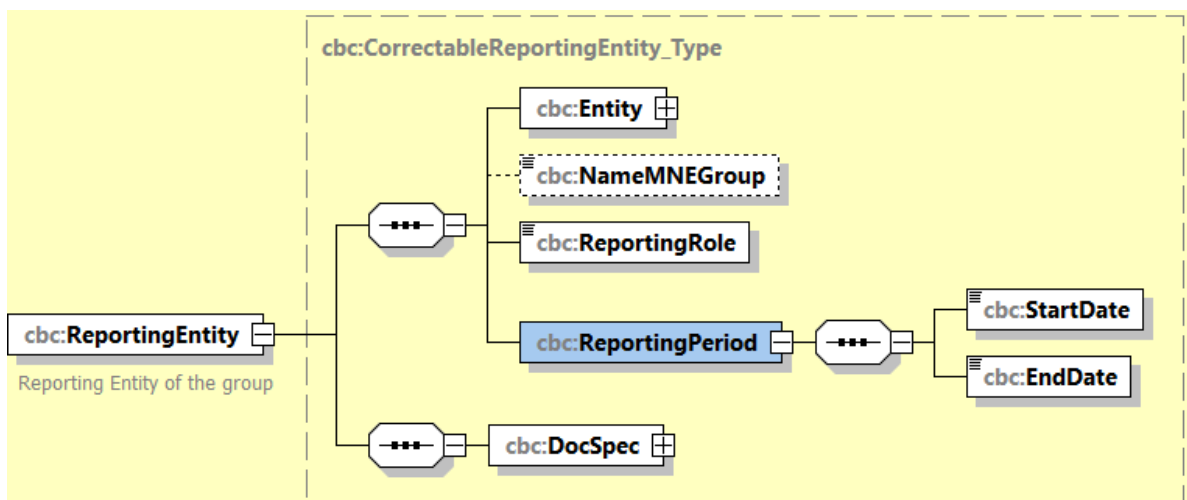 cbc:CorrectableReportingEntity_Type
cbc:Entity
cbc:NameMNEGroup
cbc:ReportingRole
cbc:ReportingEntity
Reporting Entity of the group
cbc:ReportingPeriod
cbc:StartDate
cbc:EndDate
cbc:DocSpec